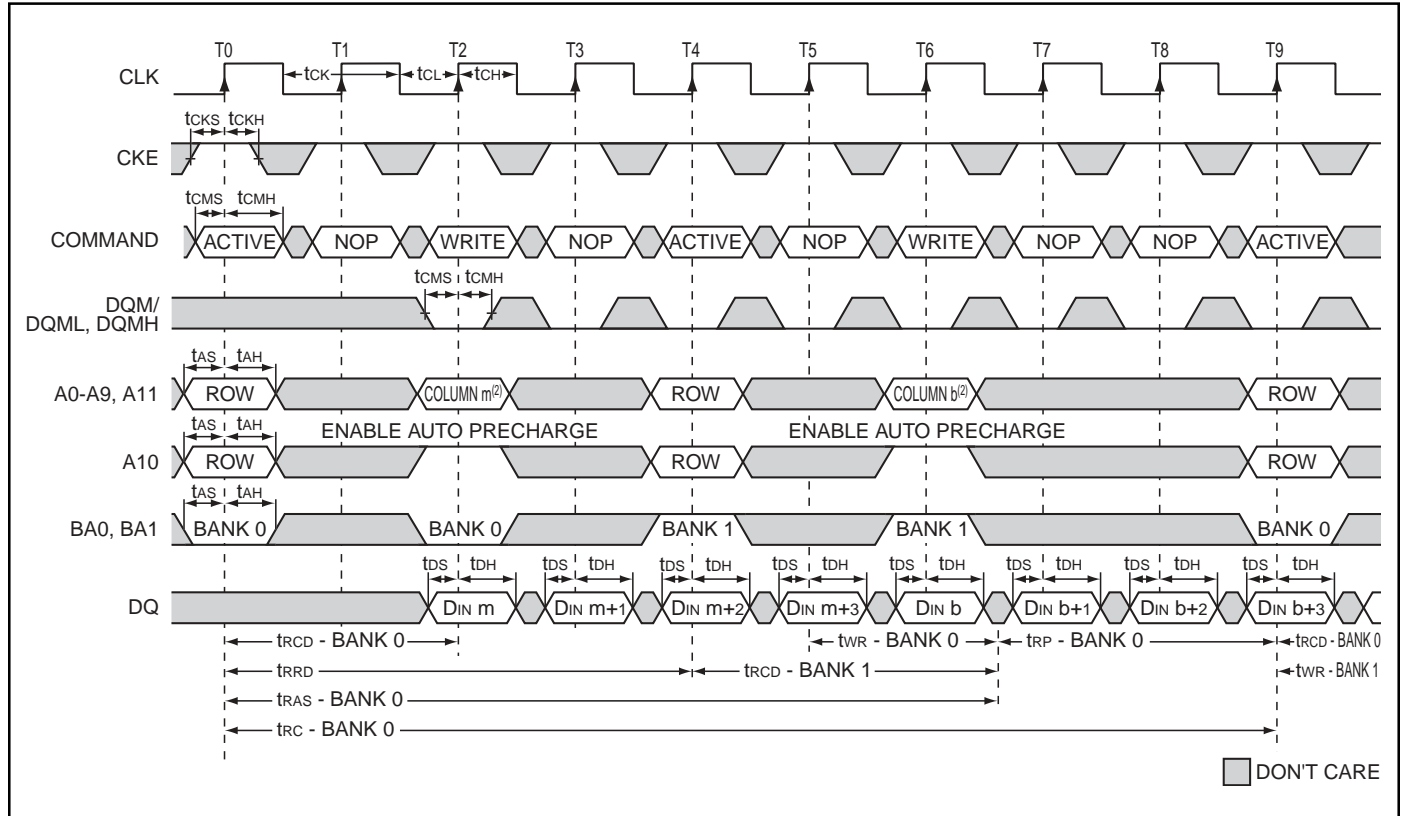 T0 T1 T2 T3 T4 T5 T6 T7 T8 T9
CLK tCK tCL tCH
tCKS tCKH
CKE
tCMS tCMH
COMMAND ACTIVE NOP WRITE NOP ACTIVE NOP WRITE NOP NOP ACTIVE
tCMS tCMH
DQM/
DQML, DQMH
tAS tAH
A0-A9, A11 ROW COLUMN m(2) ROW COLUMN b(2) ROW
tAS tAH ENABLE AUTO PRECHARGE ENABLE AUTO PRECHARGE
A10 ROW ROW ROW
tAS tAH
BA0, BA1 BANK 0 BANK 0 BANK 1 BANK 1 BANK 0
tDS tDH tDS tDH tDS tDH tDS tDH tDS tDH tDS tDH tDS tDH tDS tDH
DQ DIN m DIN m+1 DIN m+2 DIN m+3 DIN b DIN b+1 DIN b+2 DIN b+3
tRCD - BANK 0 tWR - BANK 0 tRP - BANK 0 tRCD - BANK 0
tRRD tRCD - BANK 1 tWR - BANK 1
tRAS - BANK 0
tRC - BANK 0
DON'T CARE